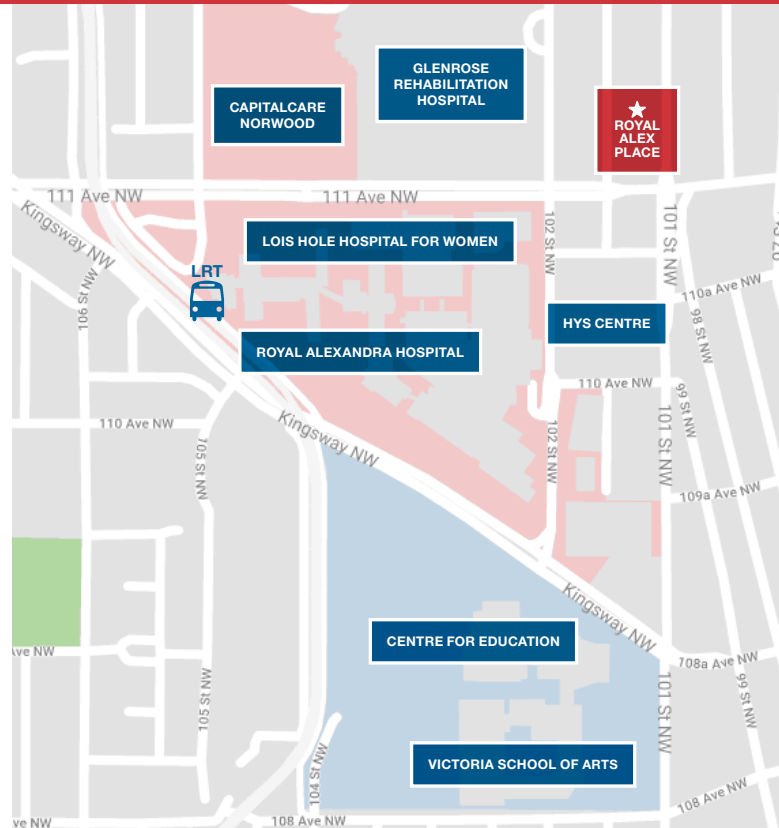 GLENROSE
REHABILITATION
HOSPITAL
CAPITALCARE
NORWOOD
ROYAL
ALEX
PLACE
111 Ave NW
111 Ave NW
Kingsway NW
101 St NW
102 St NW
LOIS HOLE HOSPITAL FOR WOMEN
LRT
106 St NW
110a Ave NW
98 St NW
HYS CENTRE
ROYAL ALEXANDRA HOSPITAL
110 Ave NW
99 St NW
110 Ave NW
Kingsway NW
105 St NW
102 St NW
101 St NW
109a Ave NW
Kingsway NW
CENTRE FOR EDUCATION
Ave NW
108a Ave NW
105 St NW
101 St NW
99 St NW
VICTORIA SCHOOL OF ARTS
104 St NW
108 Ave NW
108 Ave NW
ve NW